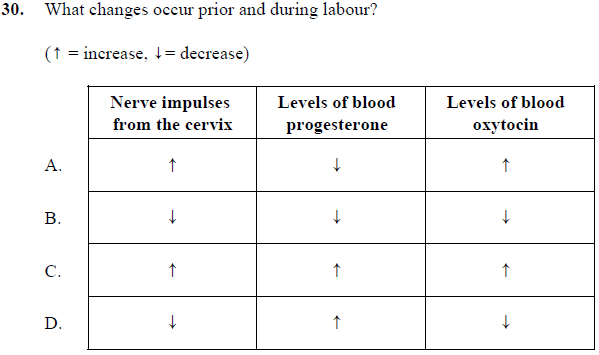 30. What changes occur prior and during labour?
(↑ = increase, ↓= decrease)
Nerve impulses from the cervix Levels of blood progesterone Levels of blood oxytocin
A. ↑ ↓ ↑
B. ↓ ↓ ↓
C. ↑ ↑ ↑
D. ↓ ↑ ↓